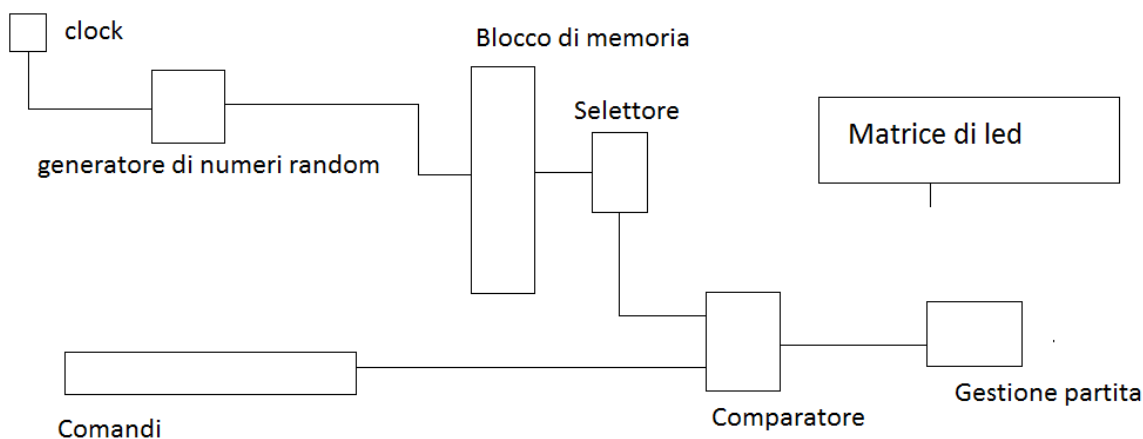 clock
Blocco di memoria
Selettore
Matrice di led
generatore di numeri random
Gestione partita
Comparatore
Comandi